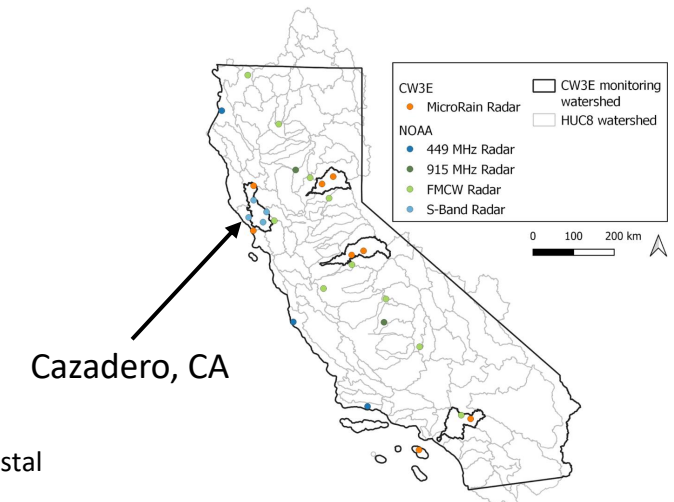 CW3E
MicroRain Radar
NOAA
449 MHz Radar
915 MHz Radar
FMCW Radar
S-Band Radar
CW3E monitoring
watershed
HUC8 watershed
0 100 200 km
Cazadero, CA
stal